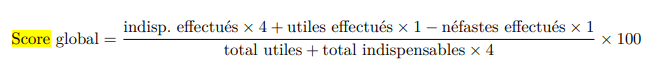 Score global = indisp. effectués × 4 + utiles effectués × 1 − néfastes effectués × 1
total utiles + total indispensables × 4
× 100